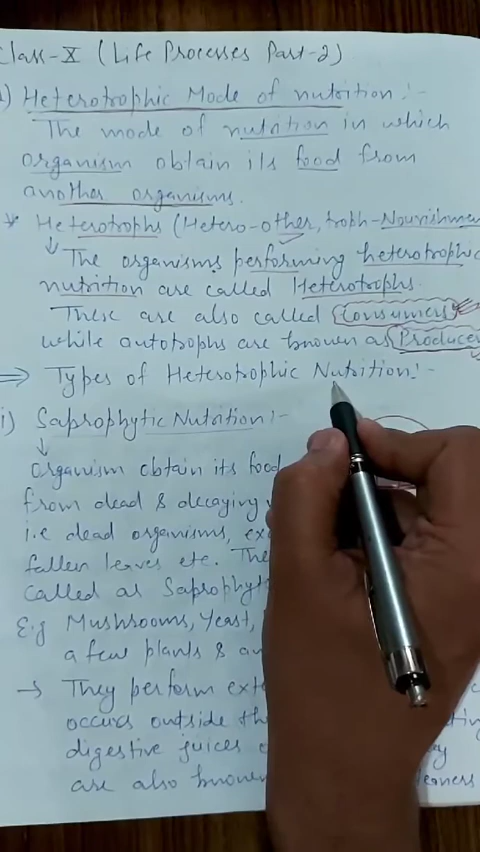 Class-X (Life Processes Part-2)
Heterotrophic Mode of nutrition:-
The mode of nutrition in which
organism obtain its food from
another organisms.
Heterotrophs (Hetero-other, troph-Nourishmen
The organisms performing heterotrophic
nutrition are called Heterotrophs.
These are also called Consumers
while autotrophs are known as Producer
⇒ Types of Heterotrophic Nutrition:-
i) Saprophytic Nutrition:-
Organism obtain its food
from dead & decaying
i.e dead organisms,
fallen leaves etc. The
called as Saprophyt
E.g Mushrooms, Yeast,
a few plants &
→ They perform ext
occurs outside th
digestive juices
are also known